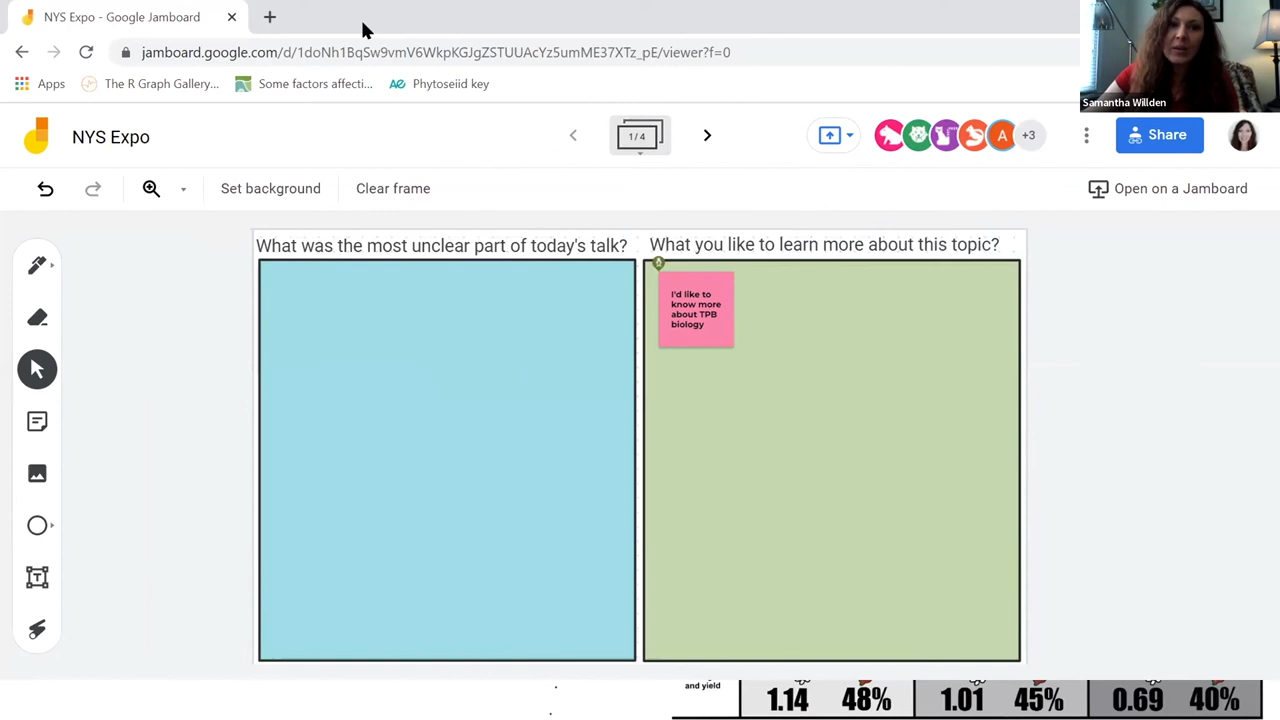 NYS Expo - Google Jamboard
jamboard.google.com/d/1doNh1BqSw9vmV6WkpKGJgZSTUUAcYz5umME37XTz_pE/viewer?f=0
Apps
The R Graph Gallery...
Some factors affecti...
Phytoseiid key
Samantha Willden
NYS Expo
1/4
A
+3
Share
Set background
Clear frame
Open on a Jamboard
What was the most unclear part of today's talk?
What you like to learn more about this topic?
I'd like to
know more
about TPB
biology
and yield
1.14 48%
1.01 45%
0.69 40%